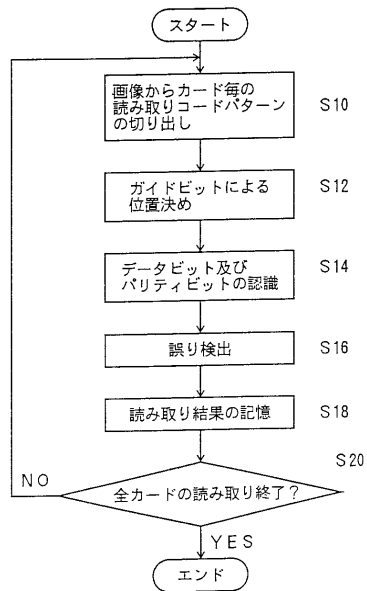 スタート
画像からカード毎の
読み取りコードパターン
の切り出し
S10
ガイドビットによる
位置決め
S12
データビット及び
パリティビットの認識
S14
誤り検出
S16
読み取り結果の記憶
S18
S20
全カードの読み取り終了？
NO
YES
エンド